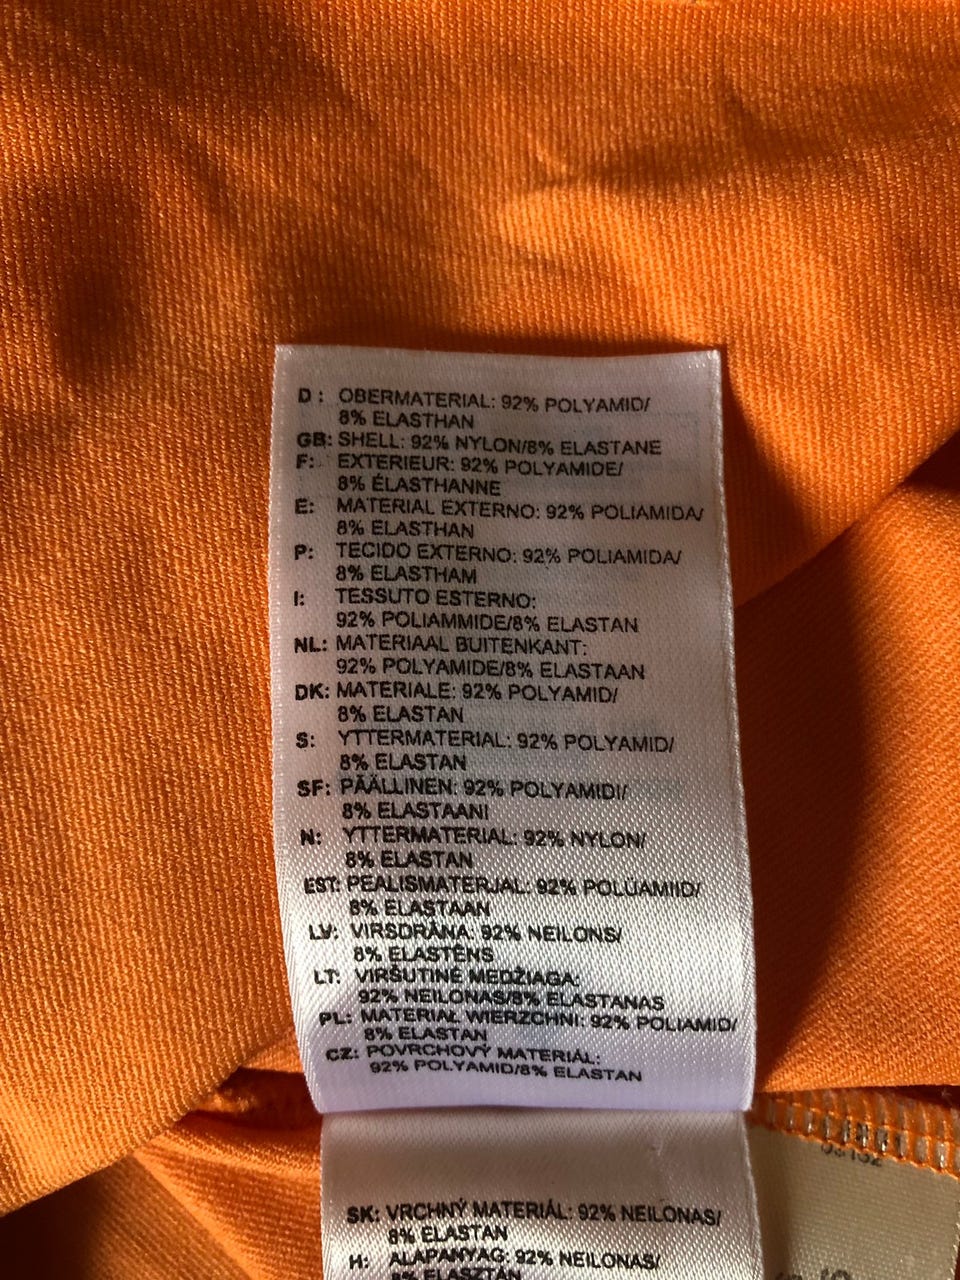 D: OBERMATERIAL: 92% POLYAMID/
8% ELASTHAN
GB: SHELL: 92% NYLON/8% ELASTANE
F: EXTERIEUR: 92% POLYAMIDE/
8% ÉLASTHANNE
E: MATERIAL EXTERNO: 92% POLIAMIDA/
8% ELASTHAN
P: TECIDO EXTERNO: 92% POLIAMIDA/
8% ELASTHAM
I: TESSUTO ESTERNO:
92% POLIAMMIDE/8% ELASTAN
NL: MATERIAAL BUITENKANT:
92% POLYAMIDE/8% ELASTAAN
DK: MATERIALE: 92% POLYAMID/
8% ELASTAN
S: YTTERMATERIAL: 92% POLYAMID/
8% ELASTAN
SF: PÄÄLLINEN: 92% POLYAMIDI/
8% ELASTAANI
N: YTTERMATERIAL: 92% NYLON/
8% ELASTAN
EST: PEALISMATERJAL: 92% POLÜAMIID/
8% ELASTAAN
LV: VIRSDRĀNA: 92% NEILONS/
8% ELASTĒNS
LT: VIRŠUTINĖ MEDŽIAGA:
92% NEILONAS/8% ELASTANAS
PL: MATERIAŁ WIERZCHNI: 92% POLIAMID/
8% ELASTAN
CZ: POVRCHOVÝ MATERIÁL:
92% POLYAMID/8% ELASTAN
SK: VRCHNÝ MATERIÁL: 92% NEILONAS/
8% ELASTAN
H: ALAPANYAG: 92% NEILONAS/
8% ELASZTÁN